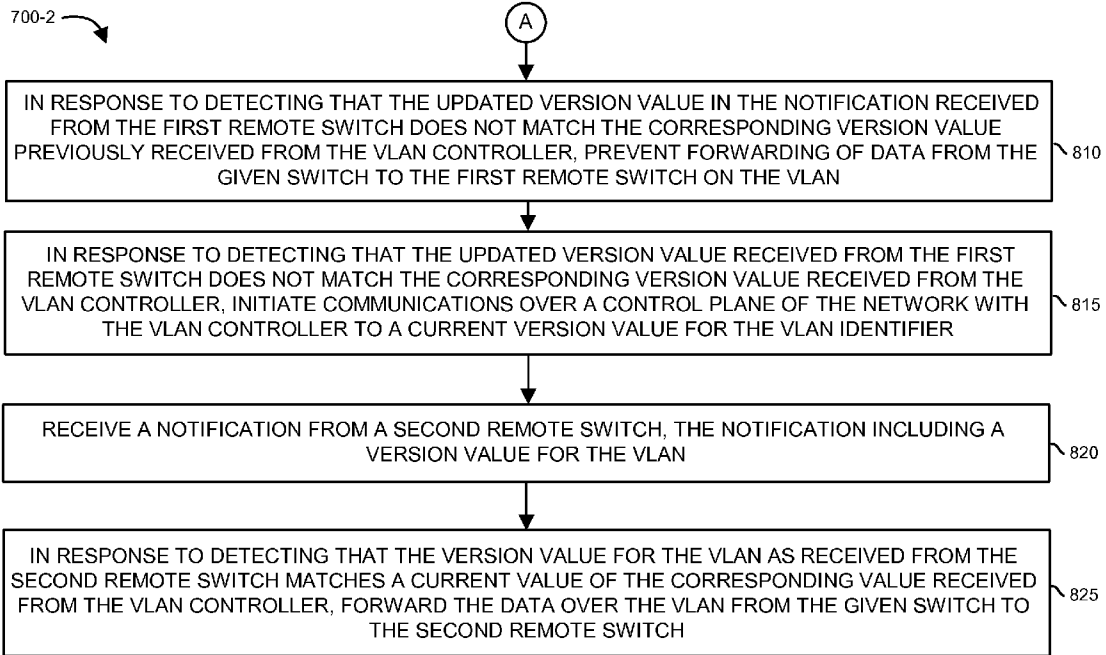 700-2
A
IN RESPONSE TO DETECTING THAT THE UPDATED VERSION VALUE IN THE NOTIFICATION RECEIVED
FROM THE FIRST REMOTE SWITCH DOES NOT MATCH THE CORRESPONDING VERSION VALUE
PREVIOUSLY RECEIVED FROM THE VLAN CONTROLLER, PREVENT FORWARDING OF DATA FROM THE
GIVEN SWITCH TO THE FIRST REMOTE SWITCH ON THE VLAN
810
IN RESPONSE TO DETECTING THAT THE UPDATED VERSION VALUE RECEIVED FROM THE FIRST
REMOTE SWITCH DOES NOT MATCH THE CORRESPONDING VERSION VALUE RECEIVED FROM THE
VLAN CONTROLLER, INITIATE COMMUNICATIONS OVER A CONTROL PLANE OF THE NETWORK WITH
THE VLAN CONTROLLER TO A CURRENT VERSION VALUE FOR THE VLAN IDENTIFIER
815
RECEIVE A NOTIFICATION FROM A SECOND REMOTE SWITCH, THE NOTIFICATION INCLUDING A
VERSION VALUE FOR THE VLAN
820
IN RESPONSE TO DETECTING THAT THE VERSION VALUE FOR THE VLAN AS RECEIVED FROM THE
SECOND REMOTE SWITCH MATCHES A CURRENT VALUE OF THE CORRESPONDING VALUE RECEIVED
FROM THE VLAN CONTROLLER, FORWARD THE DATA OVER THE VLAN FROM THE GIVEN SWITCH TO
THE SECOND REMOTE SWITCH
825